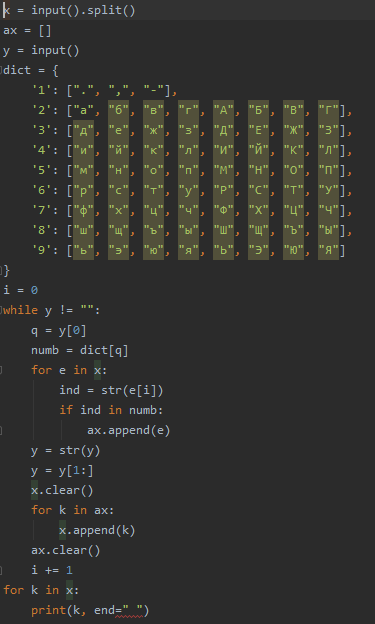 x = input().split()
ax = []
y = input()
dict = {
    '1': [".", ",", "-"],
    '2': ["а", "б", "в", "г", "А", "Б", "В", "Г"],
    '3': ["д", "е", "ж", "з", "Д", "Е", "Ж", "З"],
    '4': ["и", "й", "к", "л", "И", "Й", "К", "Л"],
    '5': ["м", "н", "о", "п", "М", "Н", "О", "П"],
    '6': ["р", "с", "т", "у", "Р", "С", "Т", "У"],
    '7': ["ф", "х", "ц", "ч", "Ф", "Х", "Ц", "Ч"],
    '8': ["ш", "щ", "ъ", "ы", "Ш", "Щ", "Ъ", "Ы"],
    '9': ["ь", "э", "ю", "я", "Ь", "Э", "Ю", "Я"]
}
i = 0
while y != "":
    q = y[0]
    numb = dict[q]
    for e in x:
        ind = str(e[i])
        if ind in numb:
            ax.append(e)
    y = str(y)
    y = y[1:]
    x.clear()
    for k in ax:
        x.append(k)
    ax.clear()
    i += 1
for k in x:
    print(k, end=" ")